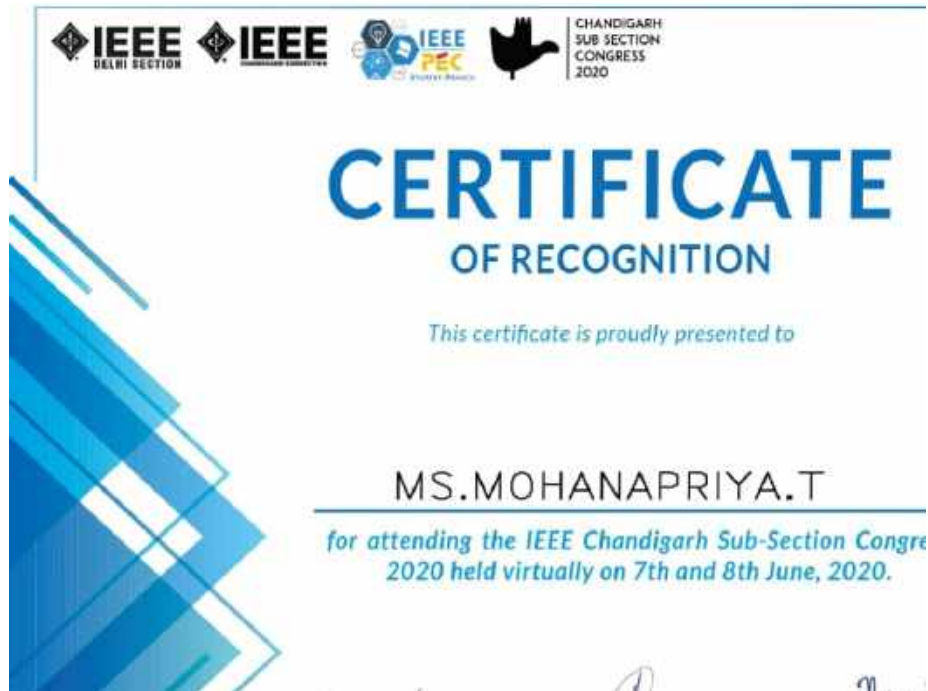 IEEE
DELHI SECTION
IEEE
IEEE
PEC
STUDENT BRANCH
CHANDIGARH
SUB SECTION
CONGRESS
2020
CERTIFICATE
OF RECOGNITION
This certificate is proudly presented to
MS.MOHANAPRIYA.T
for attending the IEEE Chandigarh Sub-Section Congre
2020 held virtually on 7th and 8th June, 2020.